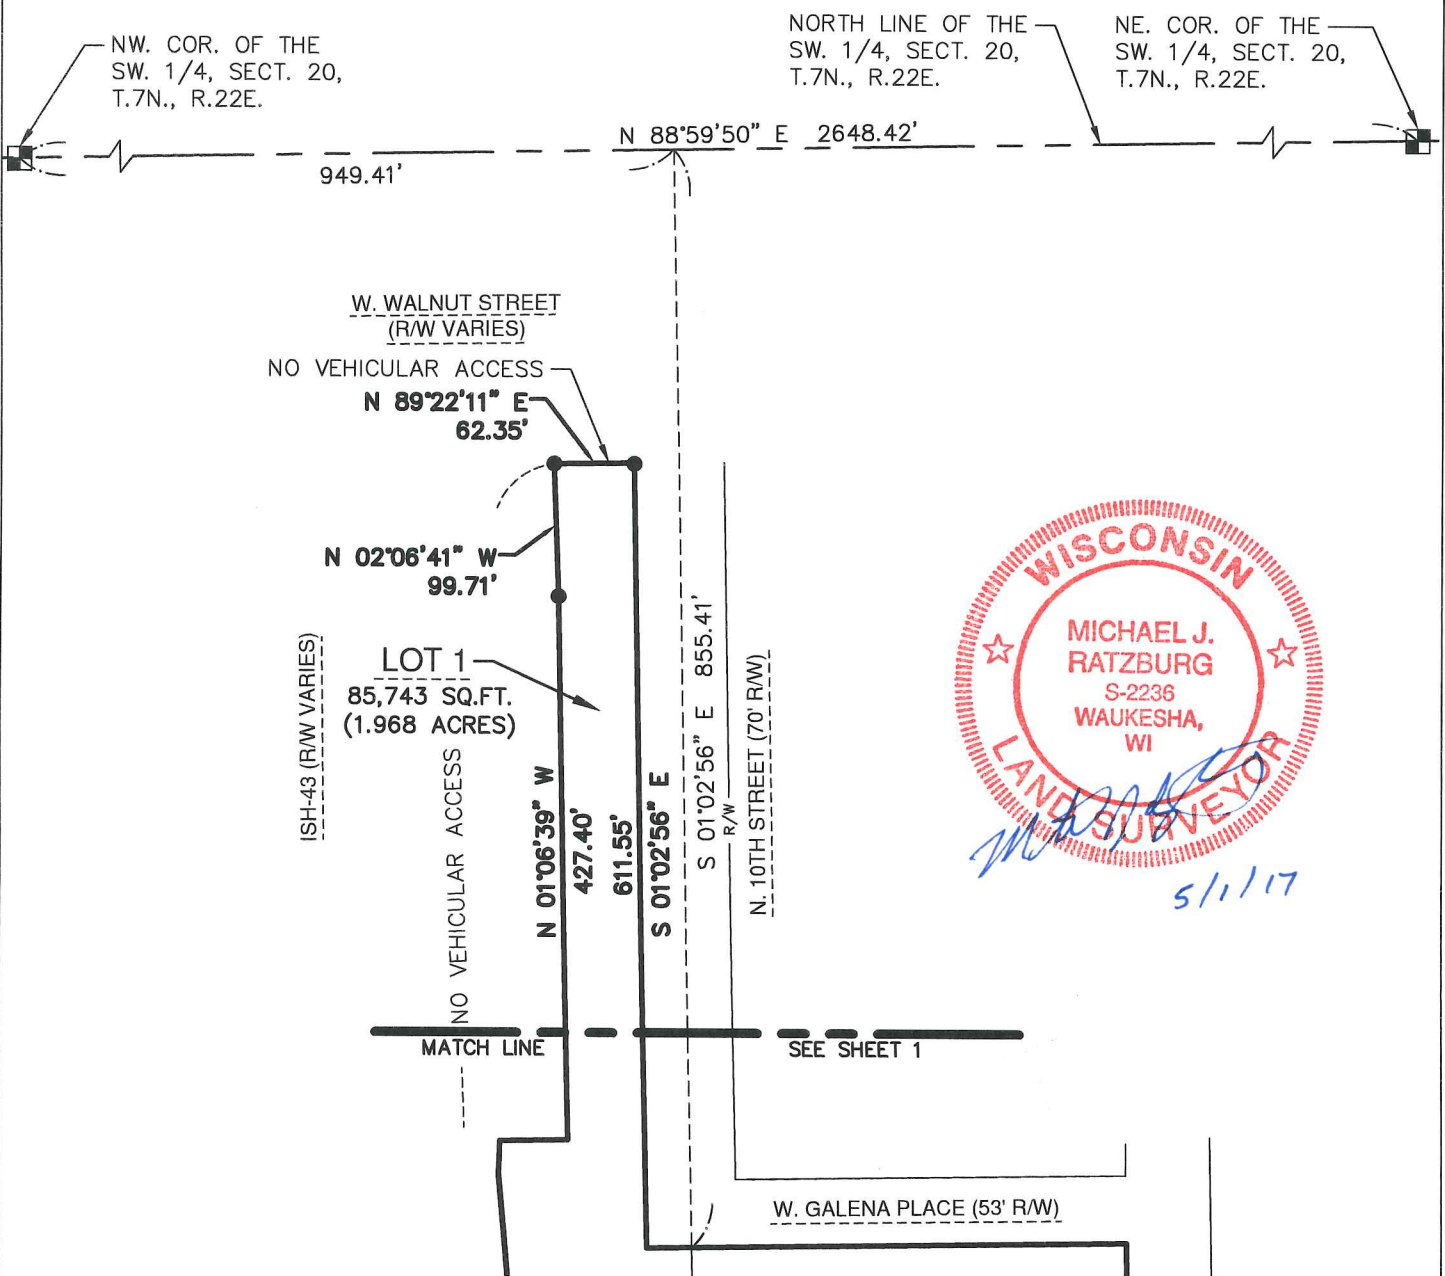 NW. COR. OF THE
SW. 1/4, SECT. 20,
T.7N., R.22E.
NORTH LINE OF THE
SW. 1/4, SECT. 20,
T.7N., R.22E.
NE. COR. OF THE
SW. 1/4, SECT. 20,
T.7N., R.22E.
N 88°59'50" E 2648.42'
949.41'
W. WALNUT STREET
(R/W VARIES)
NO VEHICULAR ACCESS
N 89°22'11" E
62.35'
N 02°06'41" W
99.71'
LOT 1
85,743 SQ.FT.
(1.968 ACRES)
ISH-43 (R/W VARIES)
NO VEHICULAR ACCESS
N 01°06'39" W
427.40'
611.55'
S 01°02'56" E
S 01°02'56" E 855.41'
R/W
N. 10TH STREET (70' R/W)
WISCONSIN
MICHAEL J.
RATZBURG
S-2236
WAUKESHA,
WI
LAND SURVEYOR
5/1/17
MATCH LINE
SEE SHEET 1
W. GALENA PLACE (53' R/W)